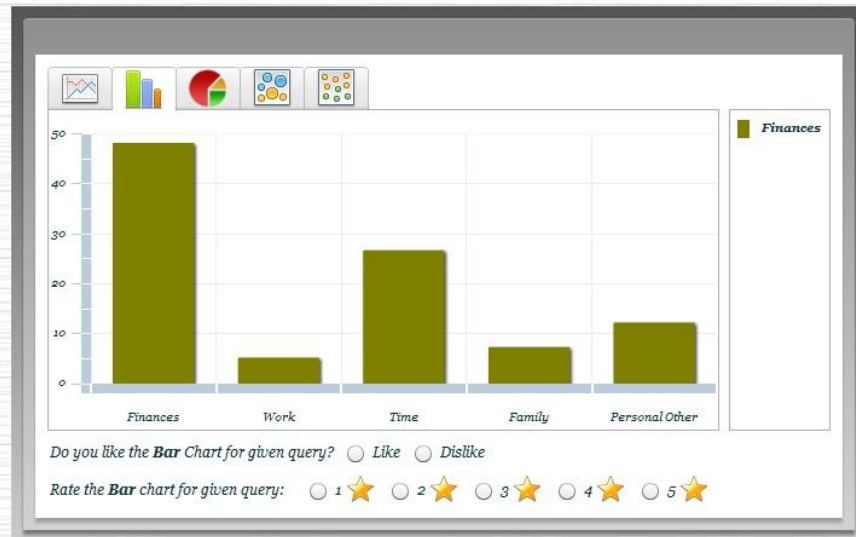 50
40
30
20
10
0
Finances Work Time Family Personal Other
Finances
Do you like the Bar Chart for given query? Like Dislike
Rate the Bar chart for given query: 1 2 3 4 5